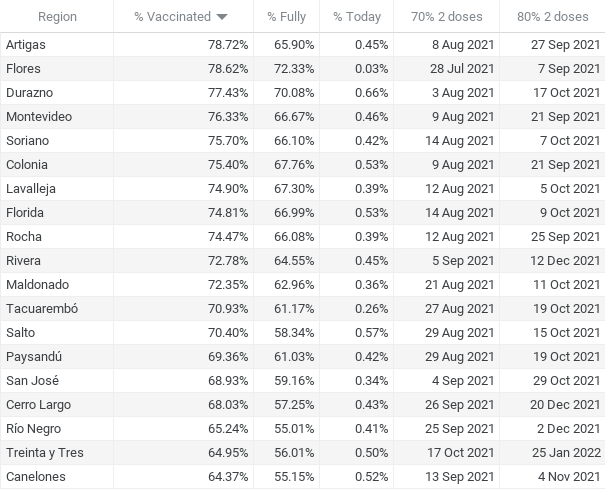 Region % Vaccinated % Fully % Today 70% 2 doses 80% 2 doses
Artigas 78.72% 65.90% 0.45% 8 Aug 2021 27 Sep 2021
Flores 78.62% 72.33% 0.03% 28 Jul 2021 7 Sep 2021
Durazno 77.43% 70.08% 0.66% 3 Aug 2021 17 Oct 2021
Montevideo 76.33% 66.67% 0.46% 9 Aug 2021 21 Sep 2021
Soriano 75.70% 66.10% 0.42% 14 Aug 2021 7 Oct 2021
Colonia 75.40% 67.76% 0.53% 9 Aug 2021 21 Sep 2021
Lavalleja 74.90% 67.30% 0.39% 12 Aug 2021 5 Oct 2021
Florida 74.81% 66.99% 0.53% 14 Aug 2021 9 Oct 2021
Rocha 74.47% 66.08% 0.39% 12 Aug 2021 25 Sep 2021
Rivera 72.78% 64.55% 0.45% 5 Sep 2021 12 Dec 2021
Maldonado 72.35% 62.96% 0.36% 21 Aug 2021 11 Oct 2021
Tacuarembó 70.93% 61.17% 0.26% 27 Aug 2021 19 Oct 2021
Salto 70.40% 58.34% 0.57% 29 Aug 2021 15 Oct 2021
Paysandú 69.36% 61.03% 0.42% 29 Aug 2021 19 Oct 2021
San José 68.93% 59.16% 0.34% 4 Sep 2021 29 Oct 2021
Cerro Largo 68.03% 57.25% 0.43% 26 Sep 2021 20 Dec 2021
Río Negro 65.24% 55.01% 0.41% 25 Sep 2021 2 Dec 2021
Treinta y Tres 64.95% 56.01% 0.50% 17 Oct 2021 25 Jan 2022
Canelones 64.37% 55.15% 0.52% 13 Sep 2021 4 Nov 2021